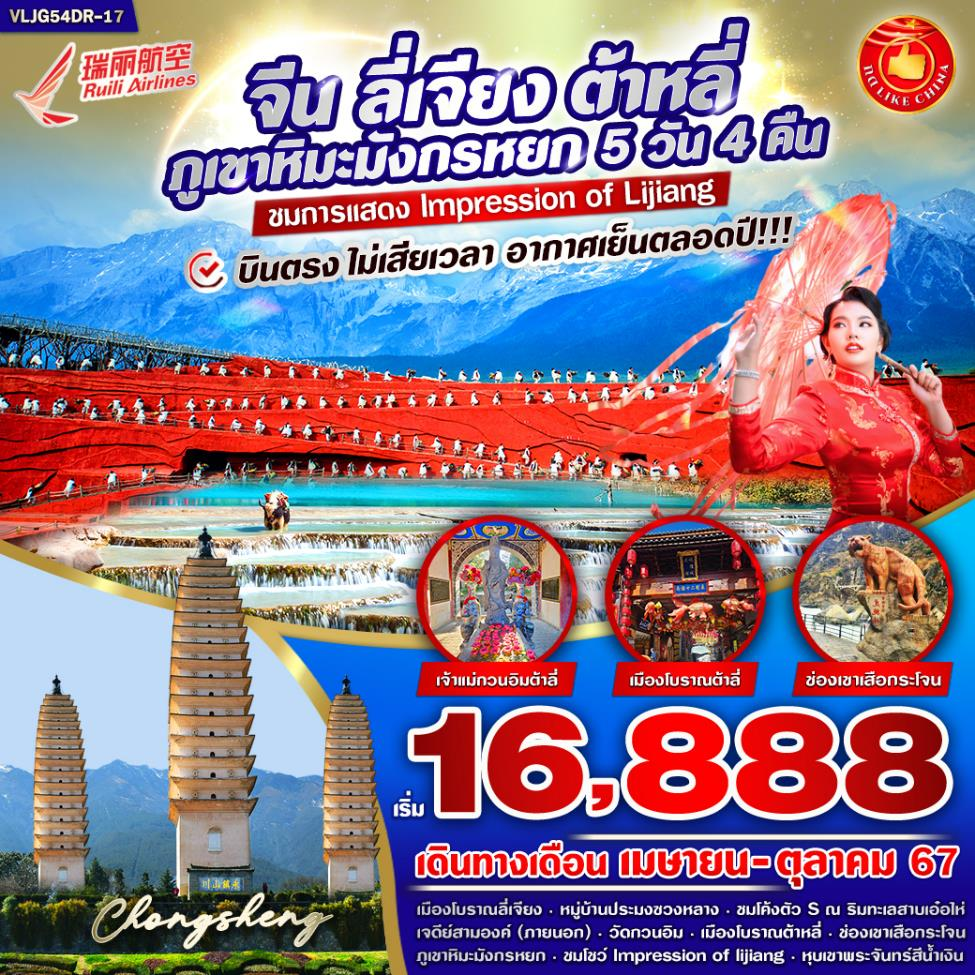 VLJG54DR-17
瑞丽航空
Ruili Airlines
กดLIKE CHINA
จีน ลี่เจียง ต้าหลี่
ภูเขาหิมะมังกรหยก 5 วัน 4 คืน
ชมการแสดง Impression of Lijiang
บินตรง ไม่เสียเวลา อากาศเย็นตลอดปี!!!
เจ้าแม่กวนอิมต้าลี่
เมืองโบราณต้าลี่
ช่องเขาเสือกระโจน
เริ่ม 16,888
เดินทางเดือน เมษายน - ตุลาคม 67
Chongsheng
เมืองโบราณลี่เจียง · หมู่บ้านประมงซวงหลาง · ชมโค้งตัว S ณ ริมทะเลสาบเอ๋อไห่
เจดีย์สามองค์ (ภายนอก) · วัดกวนอิม · เมืองโบราณต้าหลี่ · ช่องเขาเสือกระโจน
ภูเขาหิมะมังกรหยก · ชมโชว์ Impression of lijiang · หุบเขาพระจันทร์สีน้ำเงิน